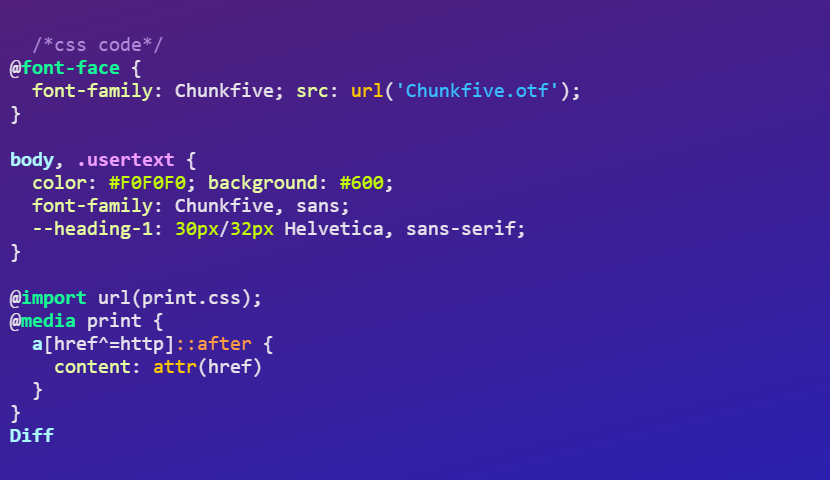 /*css code*/
@font-face {
  font-family: Chunkfive; src: url('Chunkfive.otf');
}

body, .usertext {
  color: #F0F0F0; background: #600;
  font-family: Chunkfive, sans;
  --heading-1: 30px/32px Helvetica, sans-serif;
}

@import url(print.css);
@media print {
  a[href^=http]::after {
    content: attr(href)
  }
}
Diff